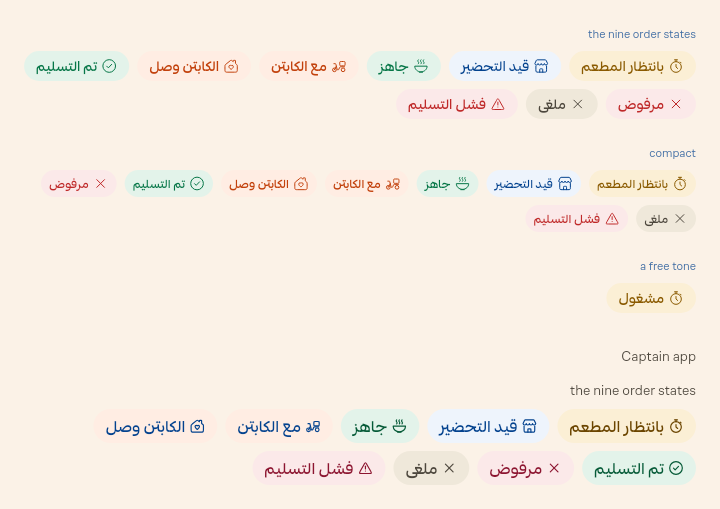 the nine order states
بانتظار المطعم قيد التحضير جاهز مع الكابتن الكابتن وصل تم التسليم
مرفوض ملغى فشل التسليم
compact
بانتظار المطعم قيد التحضير جاهز مع الكابتن الكابتن وصل تم التسليم مرفوض
ملغى فشل التسليم
a free tone
مشغول
Captain app
the nine order states
بانتظار المطعم قيد التحضير جاهز مع الكابتن الكابتن وصل
تم التسليم مرفوض ملغى فشل التسليم